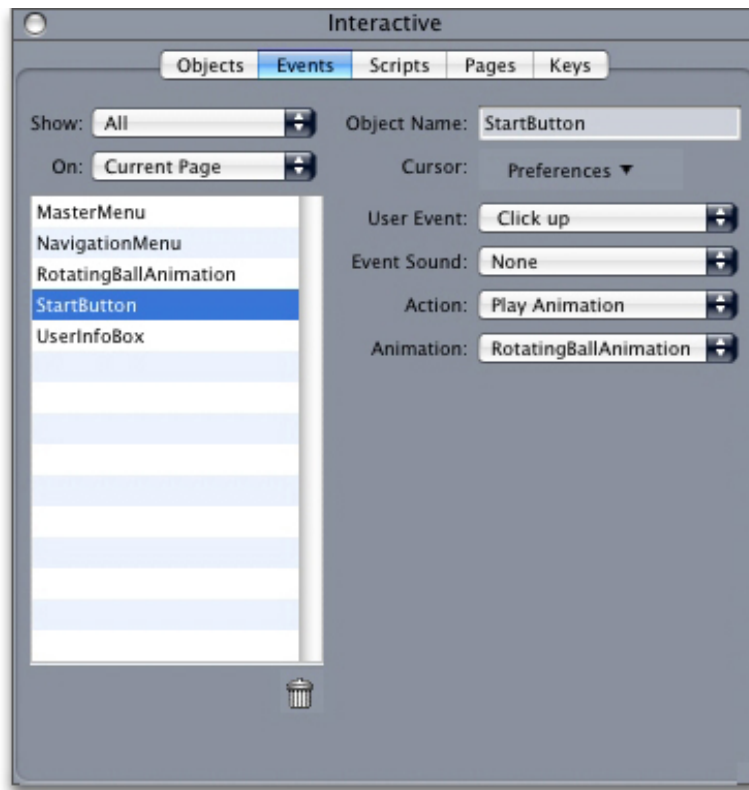 Interactive
Objects Events Scripts Pages Keys
Show: All
On: Current Page
MasterMenu
NavigationMenu
RotatingBallAnimation
StartButton
UserInfoBox
Object Name: StartButton
Cursor: Preferences ▼
User Event: Click up
Event Sound: None
Action: Play Animation
Animation: RotatingBallAnimation